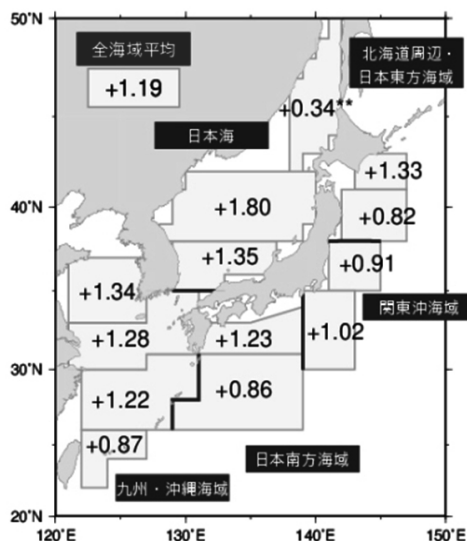 50°N
全海域平均
+1.19
北海道周辺・
日本東方海域
+0.34**
日本海
+1.33
40°N
+1.80
+0.82
+1.35
+0.91
+1.34
関東沖海域
+1.28
+1.23
+1.02
30°N
+1.22
+0.86
+0.87
日本南方海域
九州・沖縄海域
20°N
120°E
130°E
140°E
150°E